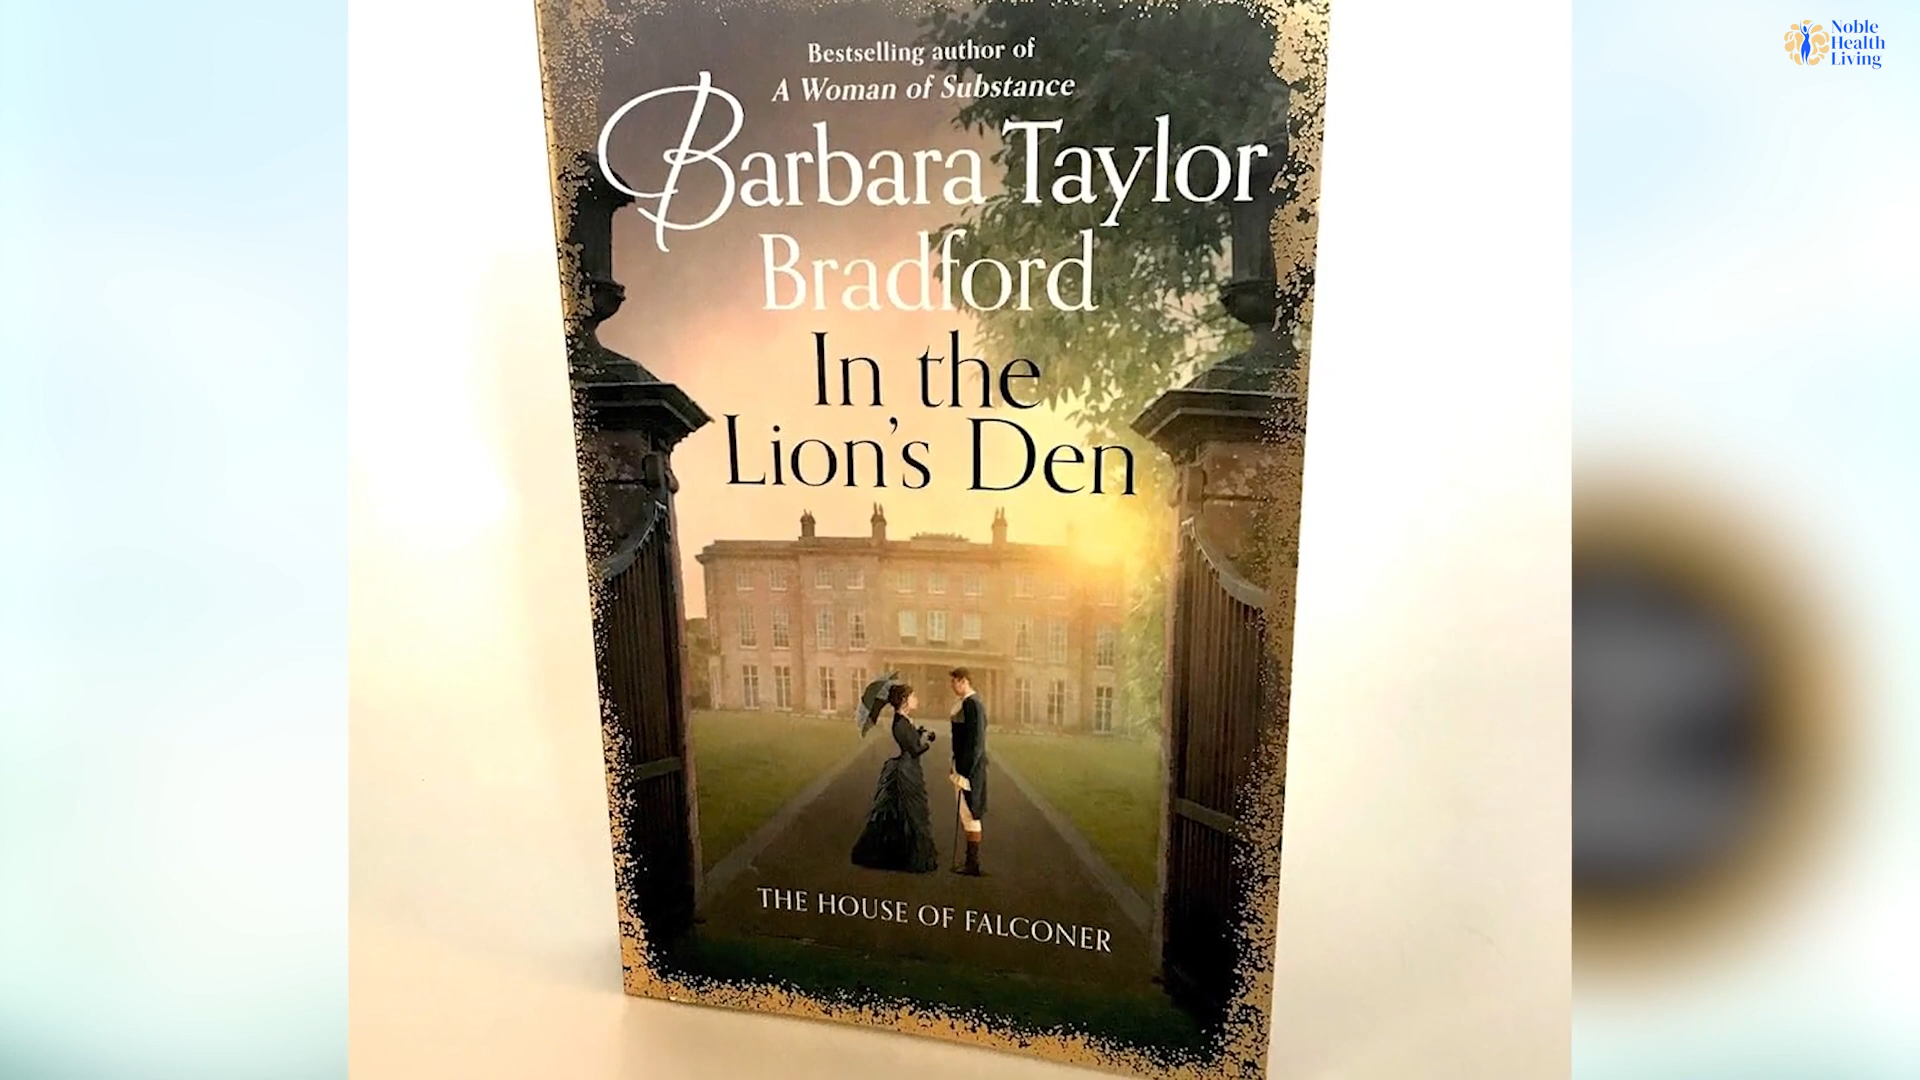 Bestselling author of
A Woman of Substance
Barbara Taylor
Bradford
In the
Lion's Den
THE HOUSE OF FALCONER
Noble
Health
Living